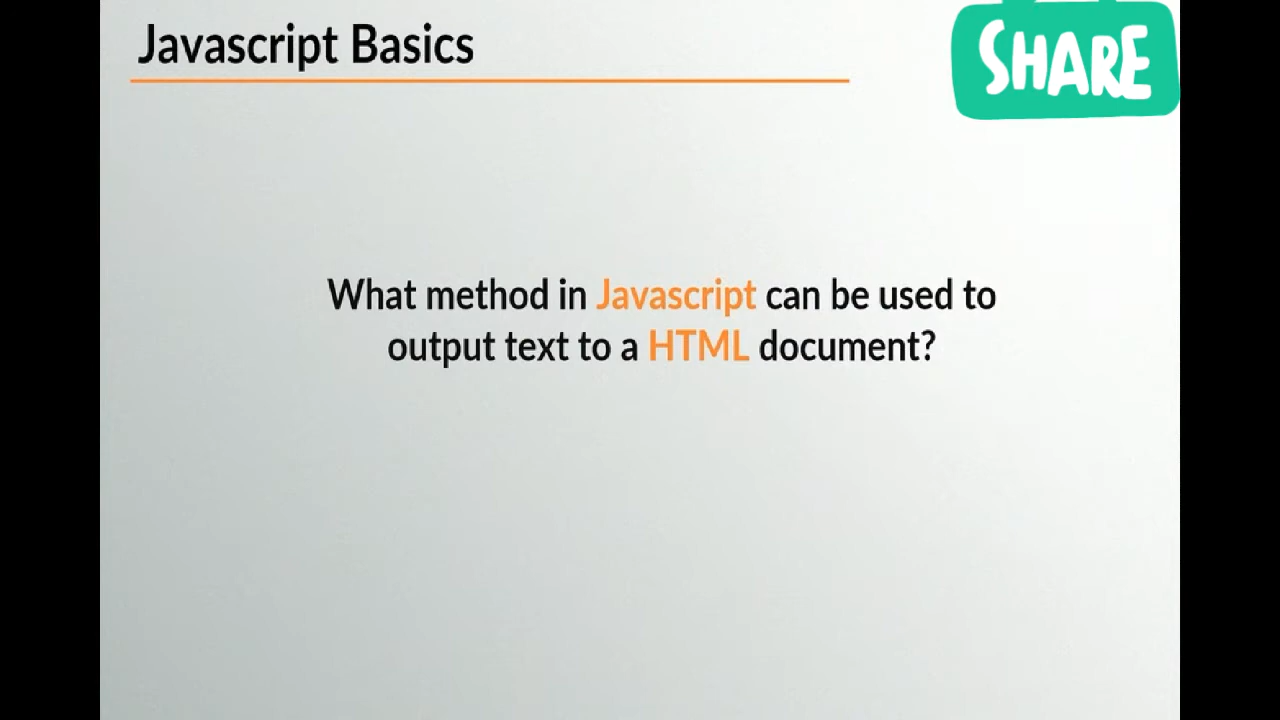 Javascript Basics
SHARE
What method in Javascript can be used to
output text to a HTML document?